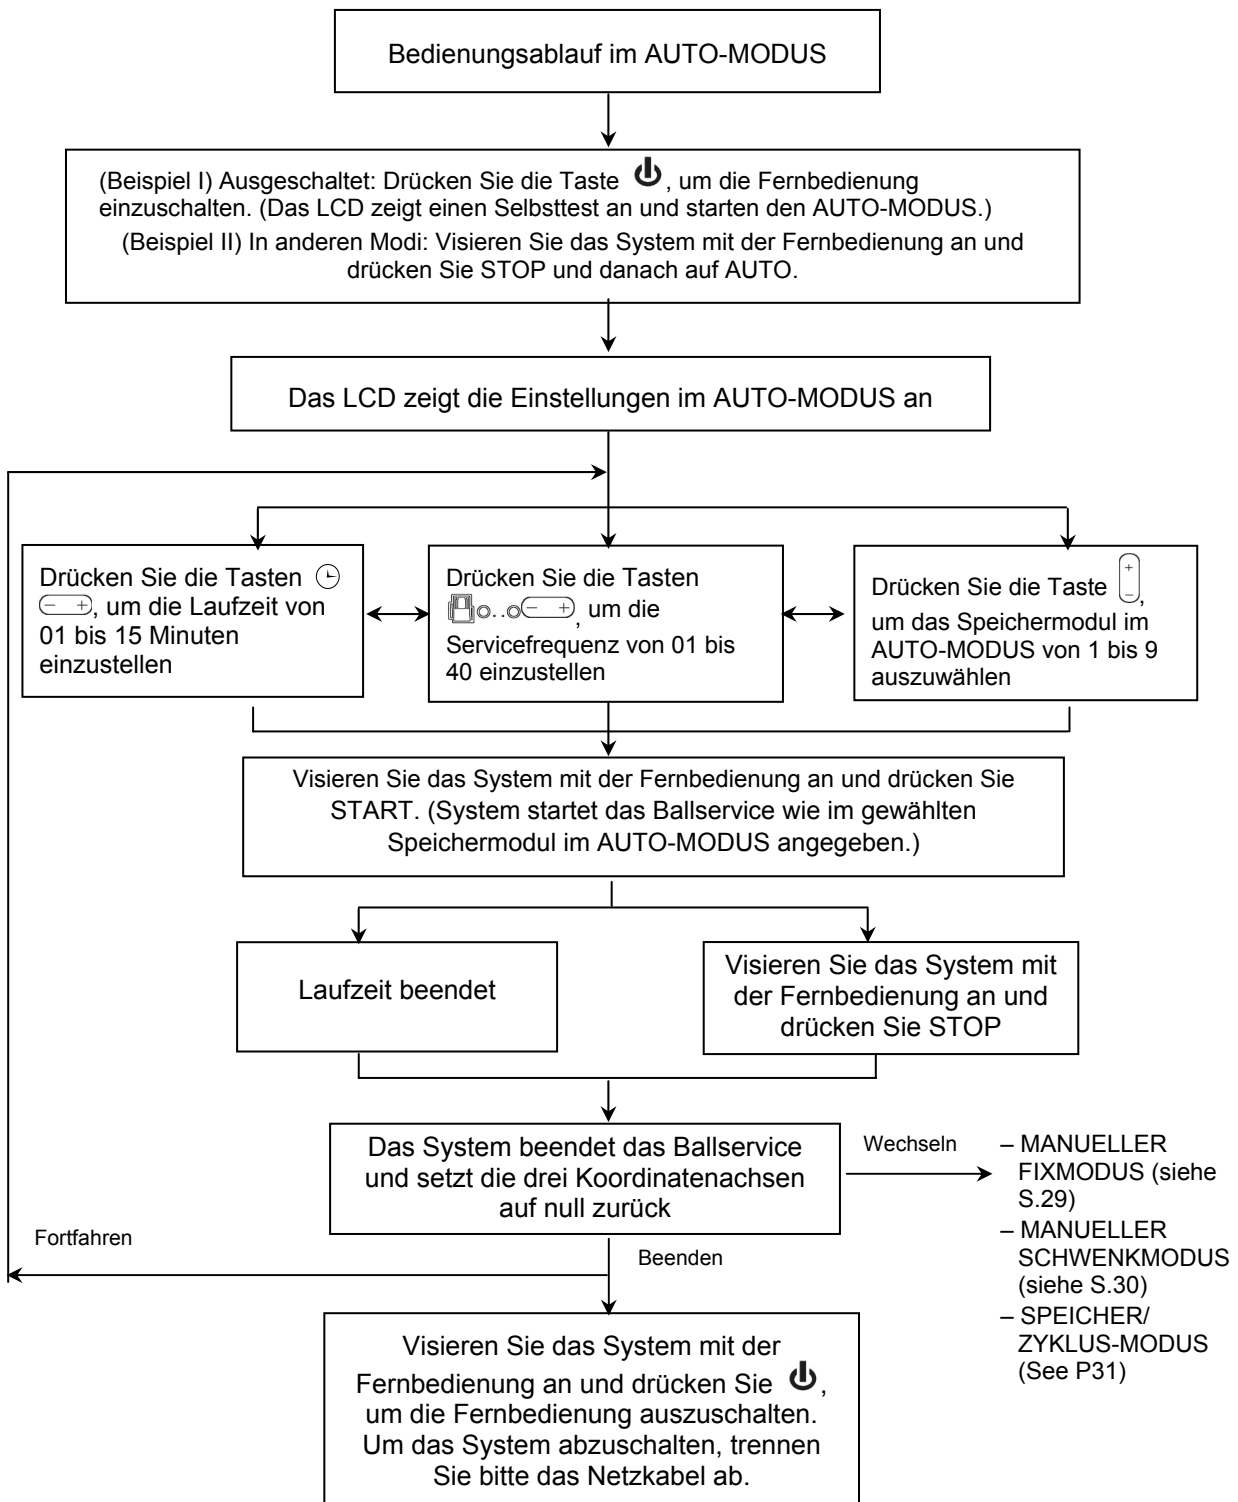 Bedienungsablauf im AUTO-MODUS
(Beispiel I) Ausgeschaltet: Drücken Sie die Taste , um die Fernbedienung
einzuschalten. (Das LCD zeigt einen Selbsttest an und starten den AUTO-MODUS.)
(Beispiel II) In anderen Modi: Visieren Sie das System mit der Fernbedienung an und
drücken Sie STOP und danach auf AUTO.
Das LCD zeigt die Einstellungen im AUTO-MODUS an
Drücken Sie die Tasten
- +, um die Laufzeit von
01 bis 15 Minuten
einzustellen
Drücken Sie die Tasten
- +, um die
Servicefrequenz von 01 bis
40 einzustellen
Drücken Sie die Taste + -,
um das Speichermodul im
AUTO-MODUS von 1 bis 9
auszuwählen
Visieren Sie das System mit der Fernbedienung an und drücken Sie
START. (System startet das Ballservice wie im gewählten
Speichermodul im AUTO-MODUS angegeben.)
Laufzeit beendet
Visieren Sie das System mit
der Fernbedienung an und
drücken Sie STOP
Das System beendet das Ballservice
und setzt die drei Koordinatenachsen
auf null zurück
Wechseln
– MANUELLER
FIXMODUS (siehe
S.29)
– MANUELLER
SCHWENKMODUS
(siehe S.30)
– SPEICHER/
ZYKLUS-MODUS
(See P31)
Fortfahren
Beenden
Visieren Sie das System mit der
Fernbedienung an und drücken Sie ,
um die Fernbedienung auszuschalten.
Um das System abzuschalten, trennen
Sie bitte das Netzkabel ab.